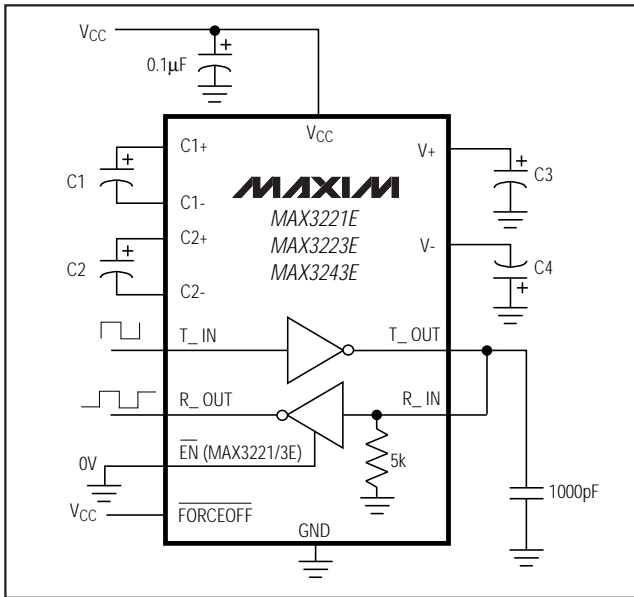 VCC
+
0.1µF
VCC
C1+
V+
+
+
C1
C3
C1-
MAXIM
MAX3221E
C2+
MAX3223E
V-
+
MAX3243E
C2
C4
C2-
+
T_ IN
T_ OUT
R_ OUT
R_ IN
0V
EN (MAX3221/3E)
5k
1000pF
VCC
FORCEOFF
GND